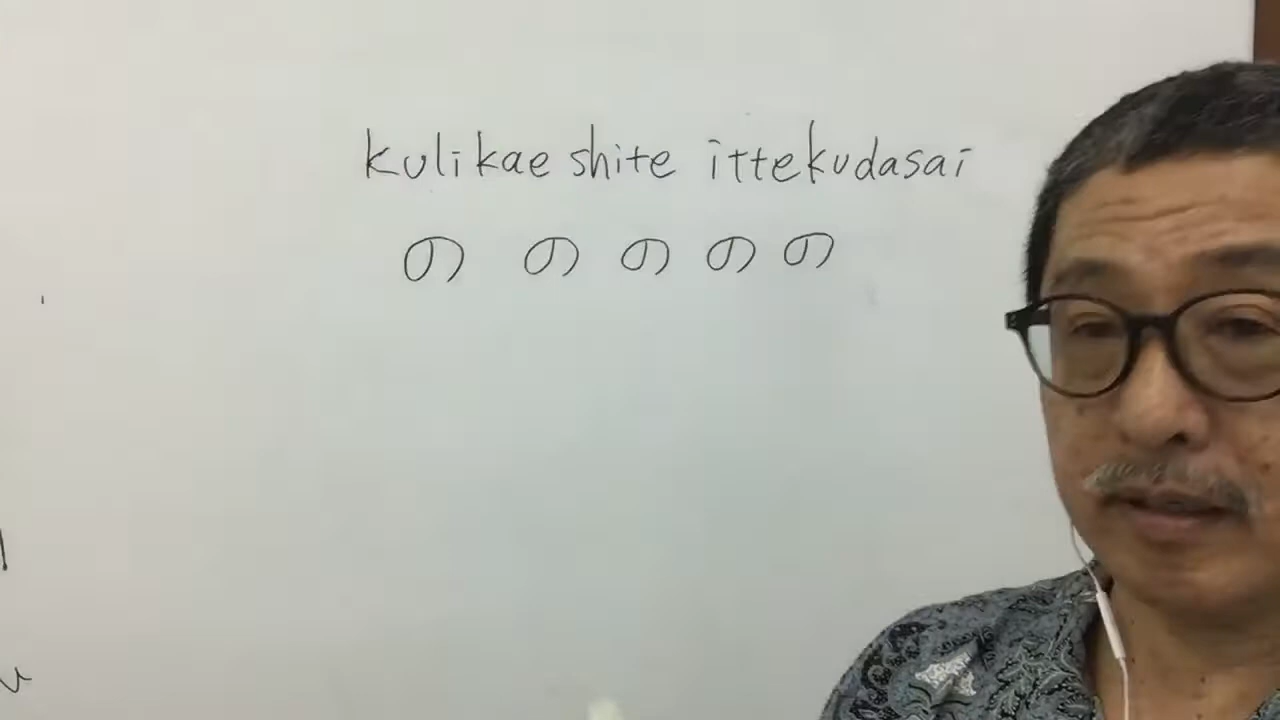 kulikae shite ittekudasai
の の の の の